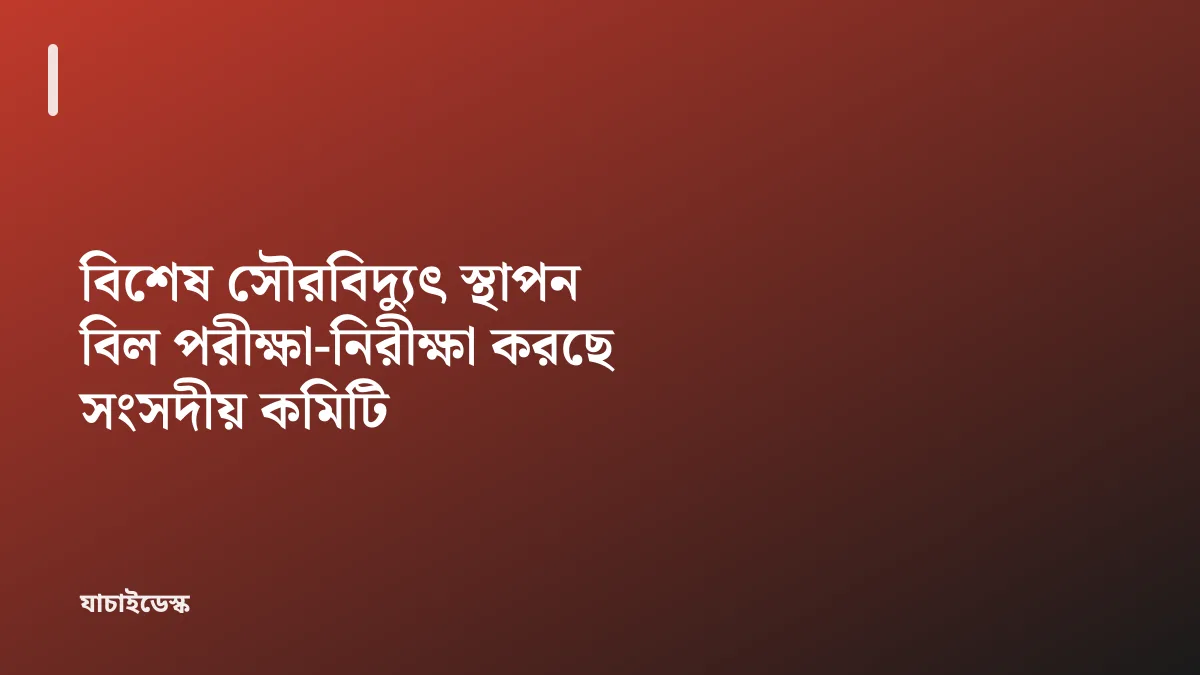 বিশেষ সৌরবিদ্যুৎ স্থাপন
বিল পরীক্ষা-নিরীক্ষা করছে
সংসদীয় কমিটি
যাচাইডেস্ক